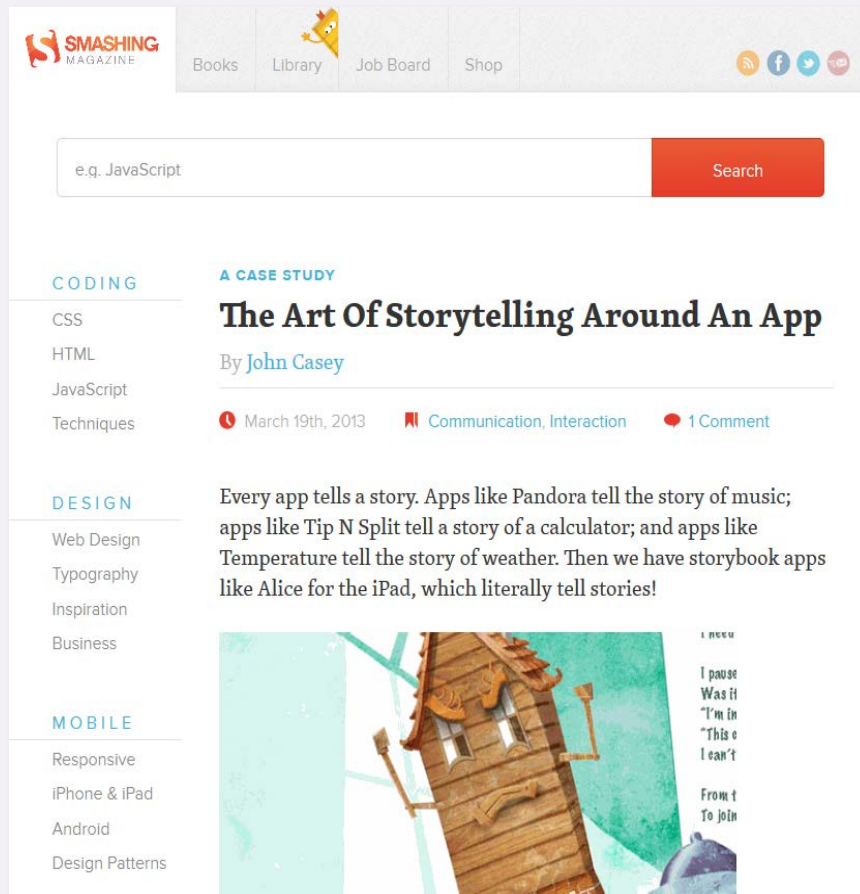 SMASHING
MAGAZINE
Books
Library
Job Board
Shop
e.g. JavaScript
Search
CODING
CSS
HTML
JavaScript
Techniques
DESIGN
Web Design
Typography
Inspiration
Business
MOBILE
Responsive
iPhone & iPad
Android
Design Patterns
A CASE STUDY
The Art Of Storytelling Around An App
By John Casey
March 19th, 2013
Communication, Interaction
1 Comment
Every app tells a story. Apps like Pandora tell the story of music;
apps like Tip N Split tell a story of a calculator; and apps like
Temperature tell the story of weather. Then we have storybook apps
like Alice for the iPad, which literally tell stories!
I need
I pause
Was it
"I'm in
"This
I can't
From t
To join